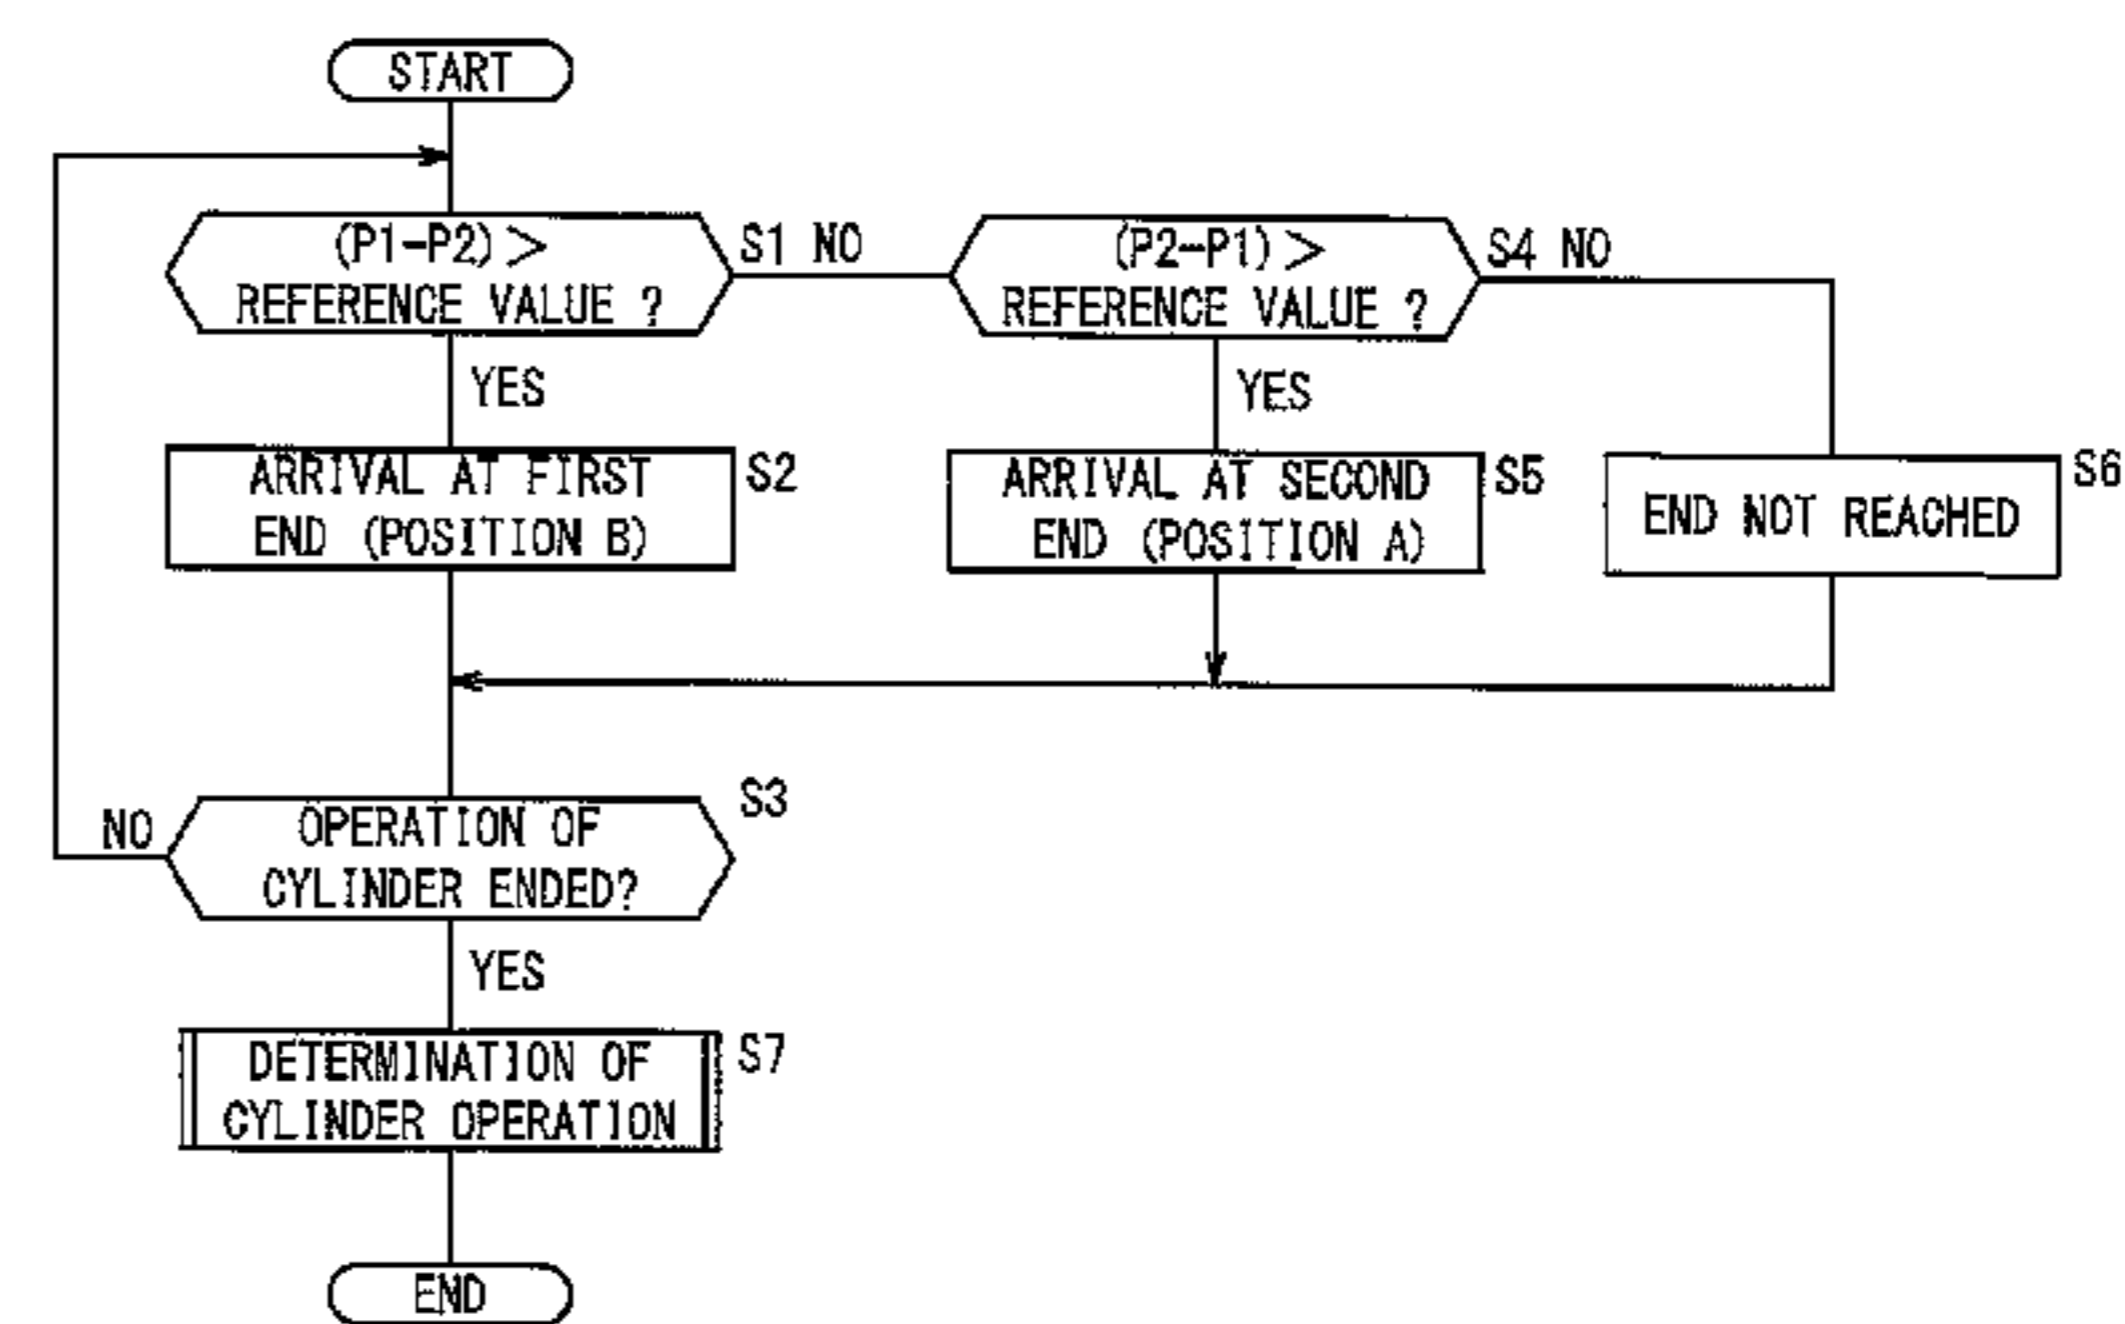 START
(P1-P2)>
REFERENCE VALUE ?
S1 NO
(P2-P1)>
REFERENCE VALUE ?
S4 NO
YES
YES
ARRIVAL AT FIRST
END (POSITION B)
S2
ARRIVAL AT SECOND
END (POSITION A)
S5
END NOT REACHED
S6
NO
OPERATION OF
CYLINDER ENDED?
S3
YES
DETERMINATION OF
CYLINDER OPERATION
S7
END